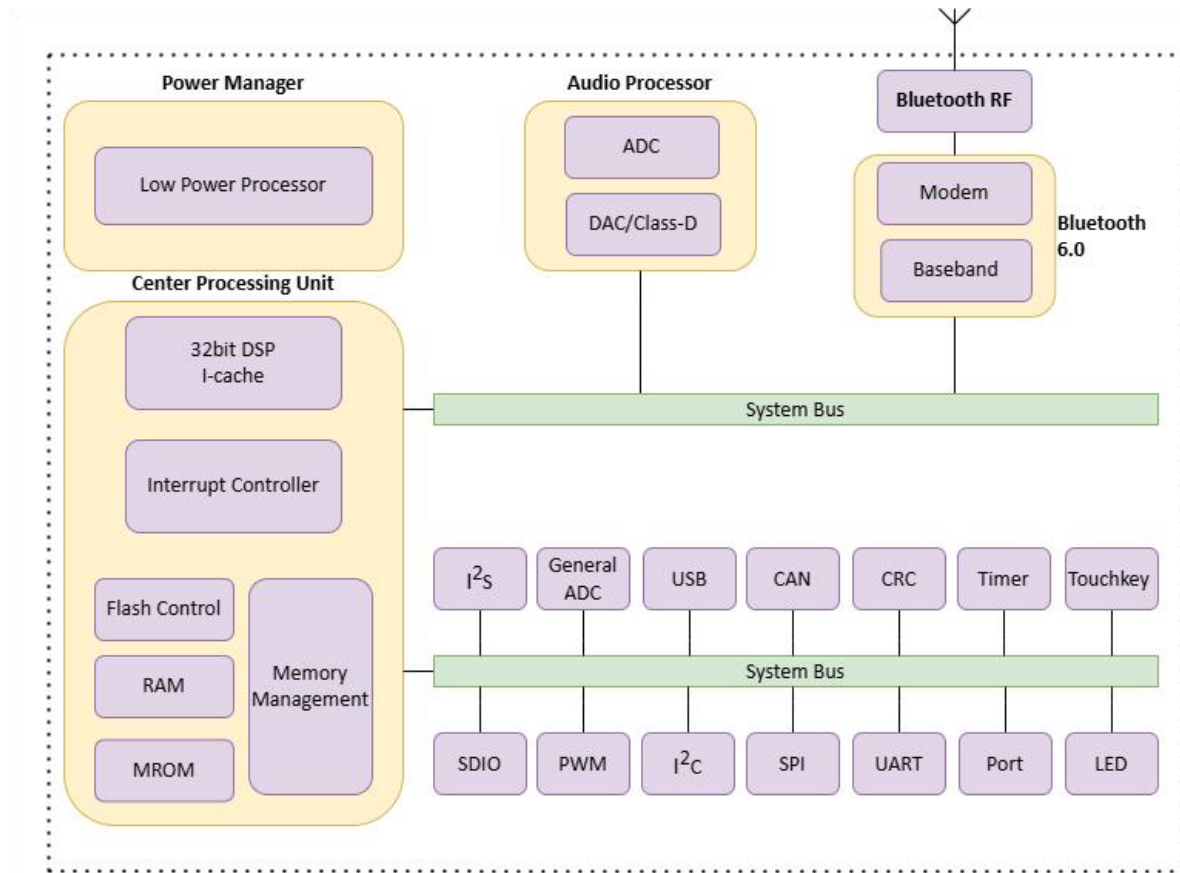 Power Manager
Low Power Processor
Audio Processor
ADC
DAC/Class-D
Bluetooth RF
Modem
Baseband
Bluetooth
6.0
Center Processing Unit
32bit DSP
I-cache
Interrupt Controller
Flash Control
RAM
MROM
Memory
Management
System Bus
I²S
General
ADC
USB
CAN
CRC
Timer
Touchkey
System Bus
SDIO
PWM
I²C
SPI
UART
Port
LED